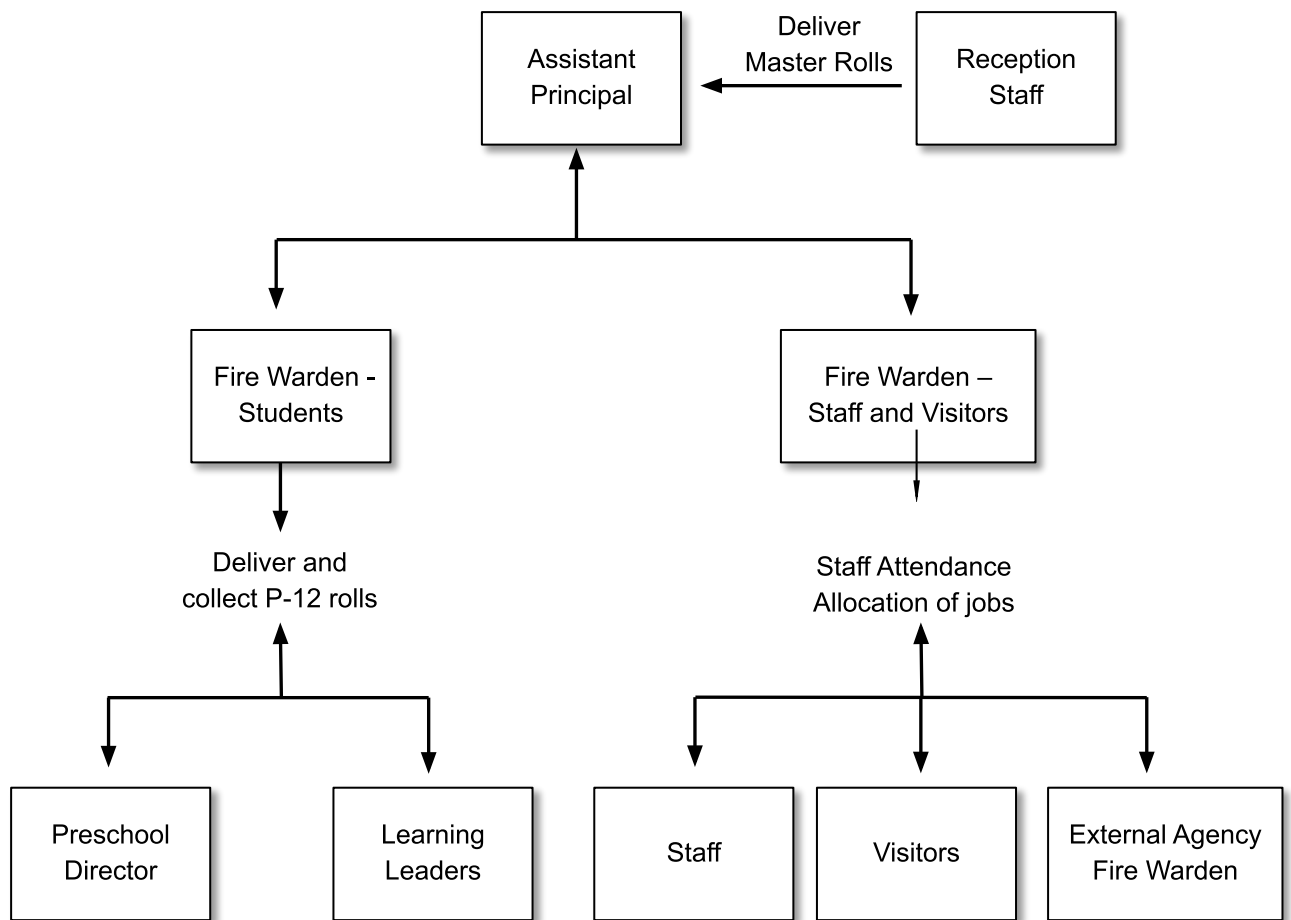 Assistant
Principal
Deliver
Master Rolls
Reception
Staff
Fire Warden -
Students
Fire Warden –
Staff and Visitors
Deliver and
collect P-12 rolls
Staff Attendance
Allocation of jobs
Preschool
Director
Learning
Leaders
Staff
Visitors
External Agency
Fire Warden